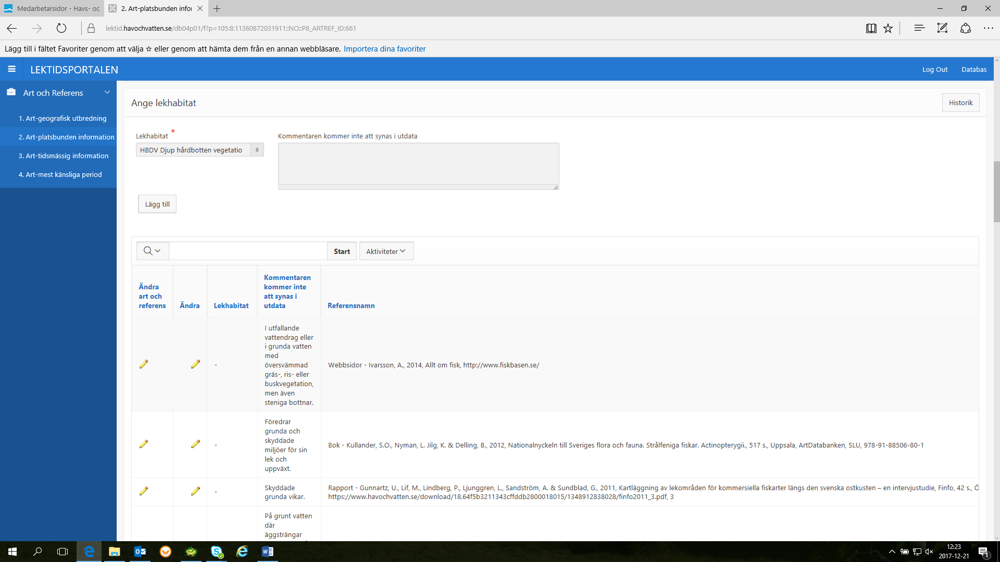 Medarbetarsidor - Havs- oc
2. Art-platsbunden infor
lektid.havochvatten.se/db04p01/f?p=105:8:11360872031911::NO::P8_ARTREF_ID:661
Lägg till i fältet Favoriter genom att välja ☆ eller genom att hämta dem från en annan webbläsare. Importera dina favoriter
LEKTIDSPORTALEN
Log Out
Databas
Art och Referens
1. Art-geografisk utbredning
2. Art-platsbunden information
3. Art-tidsmässig information
4. Art-mest känsliga period
Ange lekhabitat
Historik
Lekhabitat *
HBDV Djup hårdbotten vegetatio
Kommentaren kommer inte att synas i utdata
Lägg till
Start
Aktiviteter
Ändra
art och
referens
Ändra
Lekhabitat
Kommentaren
kommer inte
att synas i
utdata
Referensnamn
-
I utfallande
vattendrag eller
i grunda vatten
med
översvämmad
gräs-, ris- eller
buskvegetation,
men även
steniga bottnar.
Webbsidor - Ivarsson, A., 2014, Allt om fisk, http://www.fiskbasen.se/
-
Föredrar
grunda och
skyddade
miljöer för sin
lek och
uppväxt.
Bok - Kullander, S.O., Nyman, L. Jilg, K. & Delling, B., 2012, Nationalnyckeln till Sveriges flora och fauna. Strålfeniga fiskar. Actinopterygii., 517 s., Uppsala, ArtDatabanken, SLU, 978-91-88506-80-1
-
Skyddade
grunda vikar.
Rapport - Gunnartz, U., Lif, M., Lindberg, P., Ljunggren, L., Sandström, A. & Sundblad, G., 2011, Kartläggning av lekområden för kommersiella fiskarter längs den svenska ostkusten – en intervjustudie, Finfo, 42 s., Ö
https://www.havochvatten.se/download/18.64f5b3211343cffddb2800018015/1348912838028/finfo2011_3.pdf, 3
På grunt vatten
där
äggsträngar
12:23
2017-12-21
1